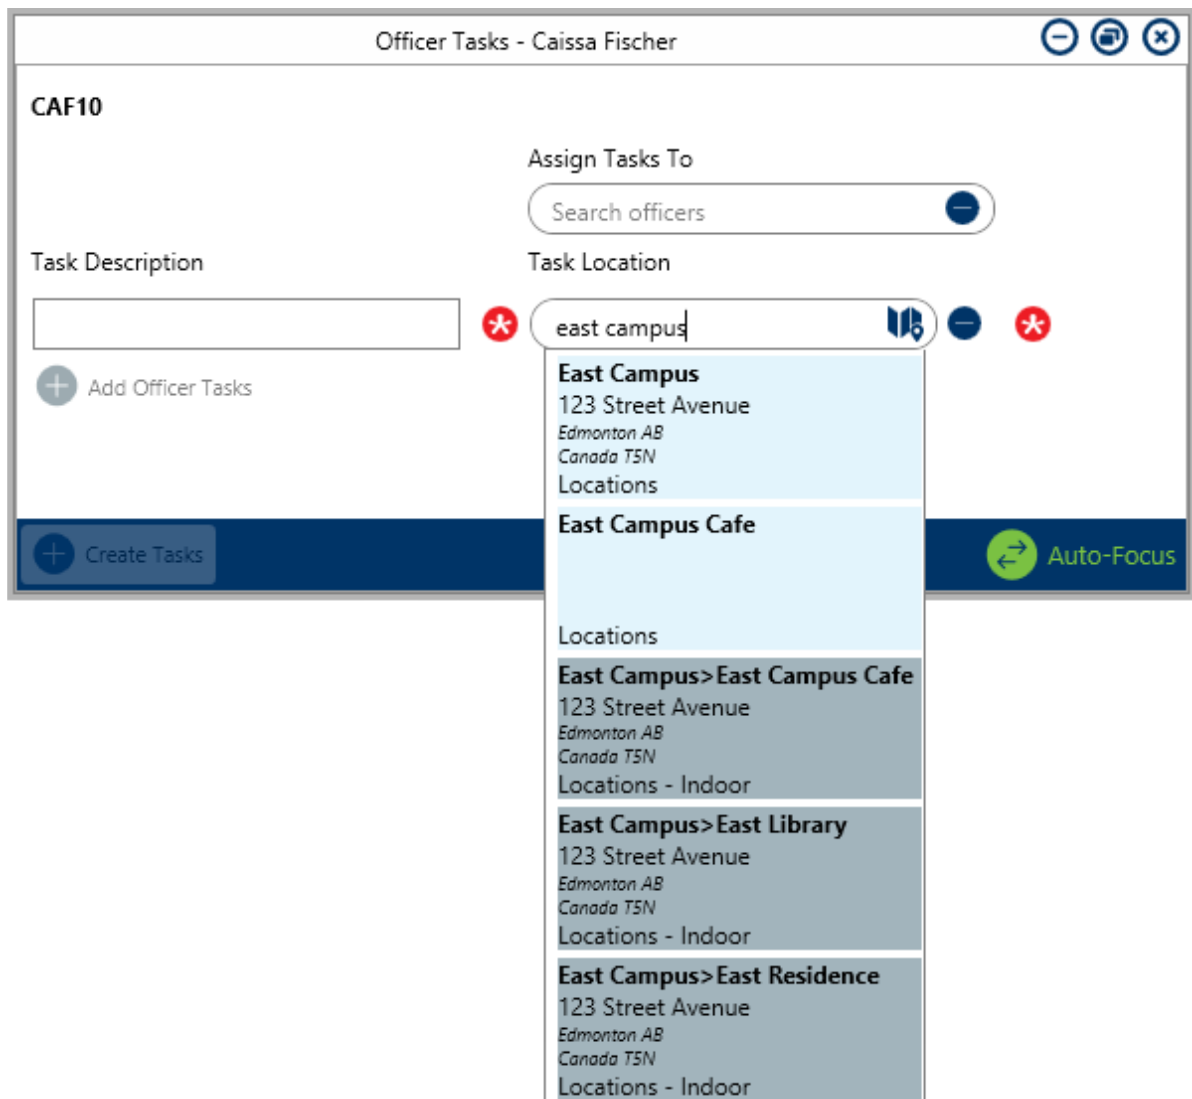 Officer Tasks - Caissa Fischer
CAF10
Assign Tasks To
Search officers
Task Description
Task Location
east campus
Add Officer Tasks
East Campus
123 Street Avenue
Edmonton AB
Canada T5N
Locations
East Campus Cafe
Locations
Create Tasks
Auto-Focus
East Campus>East Campus Cafe
123 Street Avenue
Edmonton AB
Canada T5N
Locations - Indoor
East Campus>East Library
123 Street Avenue
Edmonton AB
Canada T5N
Locations - Indoor
East Campus>East Residence
123 Street Avenue
Edmonton AB
Canada T5N
Locations - Indoor